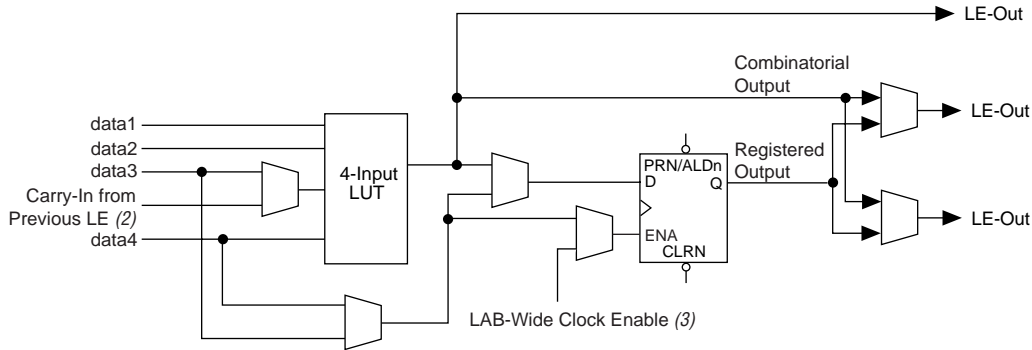 LE-Out
Combinatorial
Output
LE-Out
data1
data2
data3
Carry-In from
Previous LE (2)
data4
4-Input
LUT
PRN/ALDn
D
Q
ENA
CLRN
Registered
Output
LE-Out
LAB-Wide Clock Enable (3)